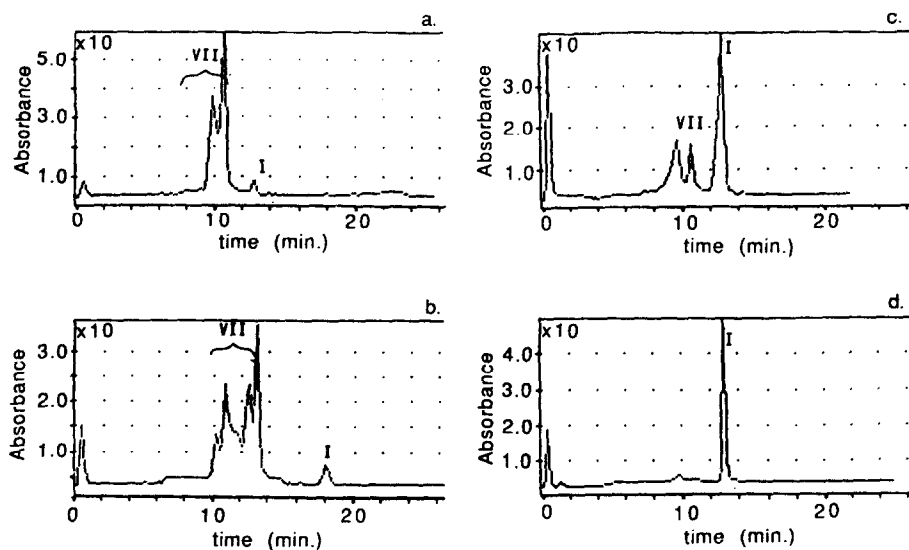 a.
x10
VII
5.0
3.0
1.0
I
Absorbance
0 10 20
time (min.)
c.
x10
I
3.0
2.0
VII
1.0
Absorbance
0 10 20
time (min.)
b.
x10
VII
3.0
2.0
1.0
I
Absorbance
0 10 20
time (min.)
d.
x10
I
4.0
3.0
2.0
1.0
Absorbance
0 10 20
time (min.)